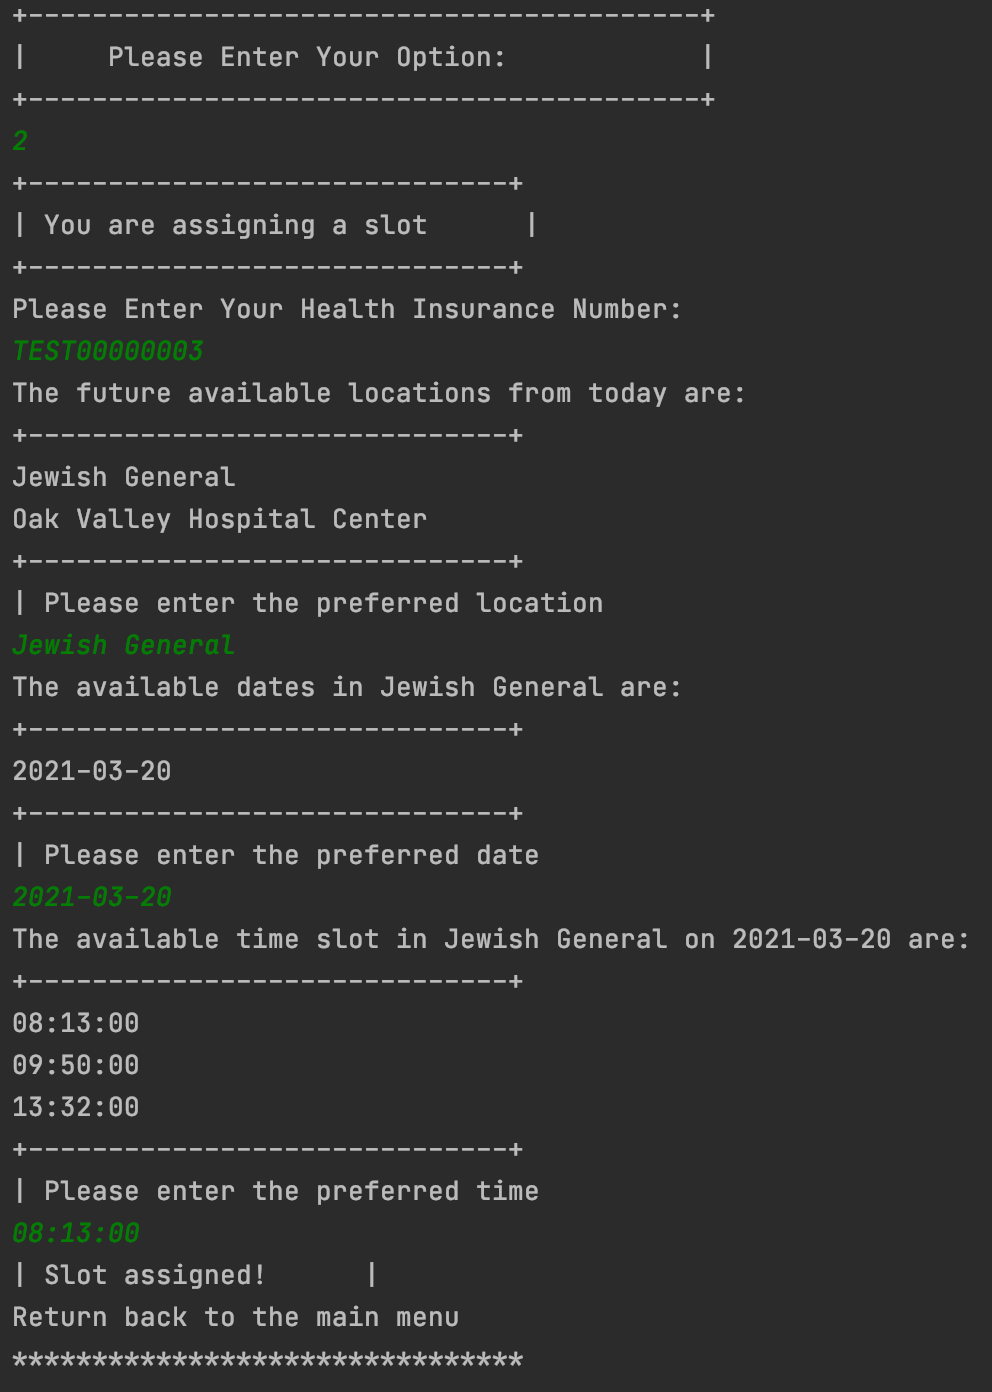 +------------------------------------------+
|     Please Enter Your Option:            |
+------------------------------------------+
2
+------------------------------+
| You are assigning a slot      |
+------------------------------+
Please Enter Your Health Insurance Number:
TEST00000003
The future available locations from today are:
+------------------------------+
Jewish General
Oak Valley Hospital Center
+------------------------------+
| Please enter the preferred location
Jewish General
The available dates in Jewish General are:
+------------------------------+
2021-03-20
+------------------------------+
| Please enter the preferred date
2021-03-20
The available time slot in Jewish General on 2021-03-20 are:
+------------------------------+
08:13:00
09:50:00
13:32:00
+------------------------------+
| Please enter the preferred time
08:13:00
| Slot assigned!      |
Return back to the main menu
********************************